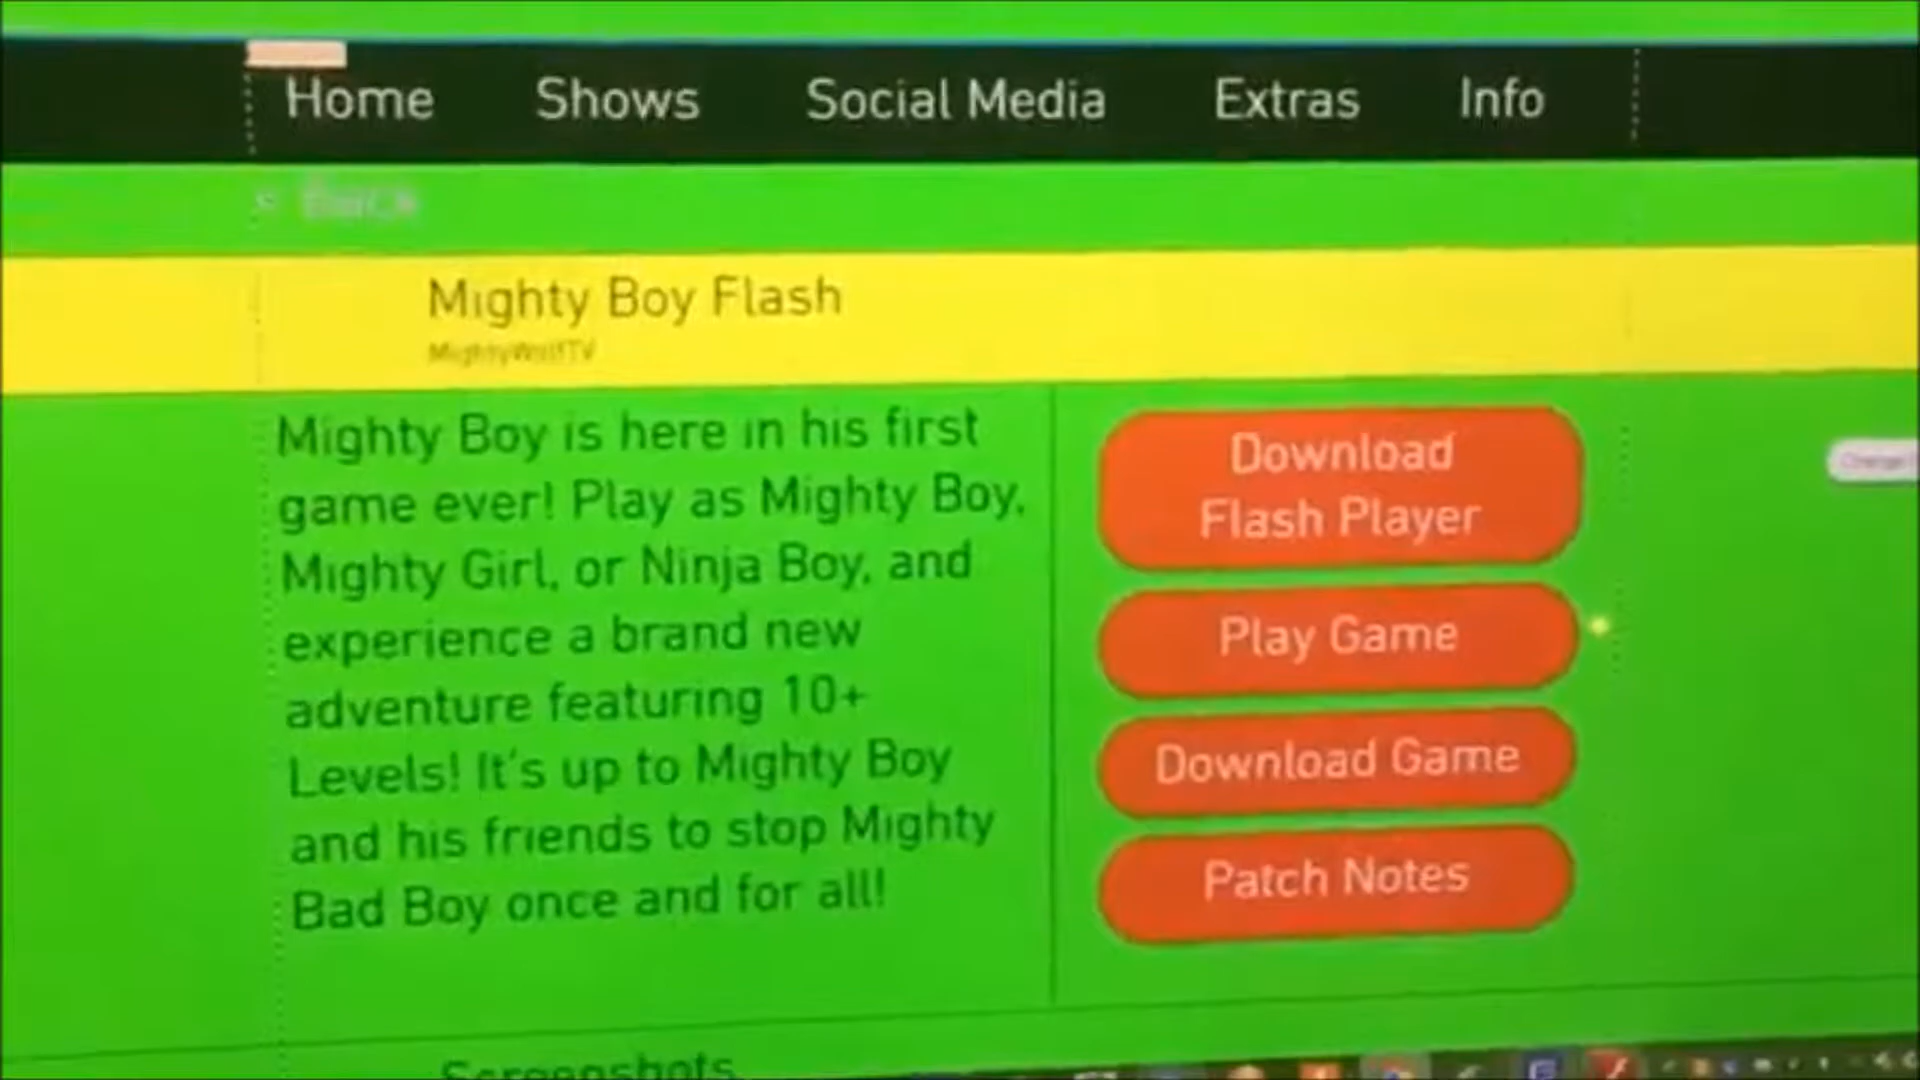 Home Shows Social Media Extras Info
< Back
Mighty Boy Flash
MightyWolfTV
Mighty Boy is here in his first
game ever! Play as Mighty Boy,
Mighty Girl, or Ninja Boy, and
experience a brand new
adventure featuring 10+
Levels! It's up to Mighty Boy
and his friends to stop Mighty
Bad Boy once and for all!
Download
Flash Player
Play Game
Download Game
Patch Notes
Screenshots